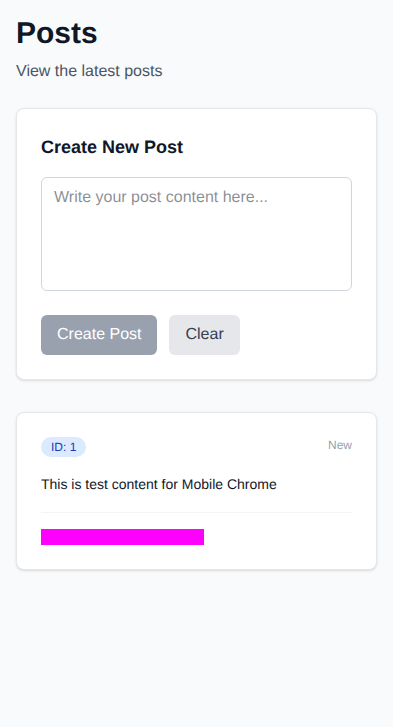 Posts
View the latest posts
Create New Post
Write your post content here...
Create Post
Clear
ID: 1
New
This is test content for Mobile Chrome